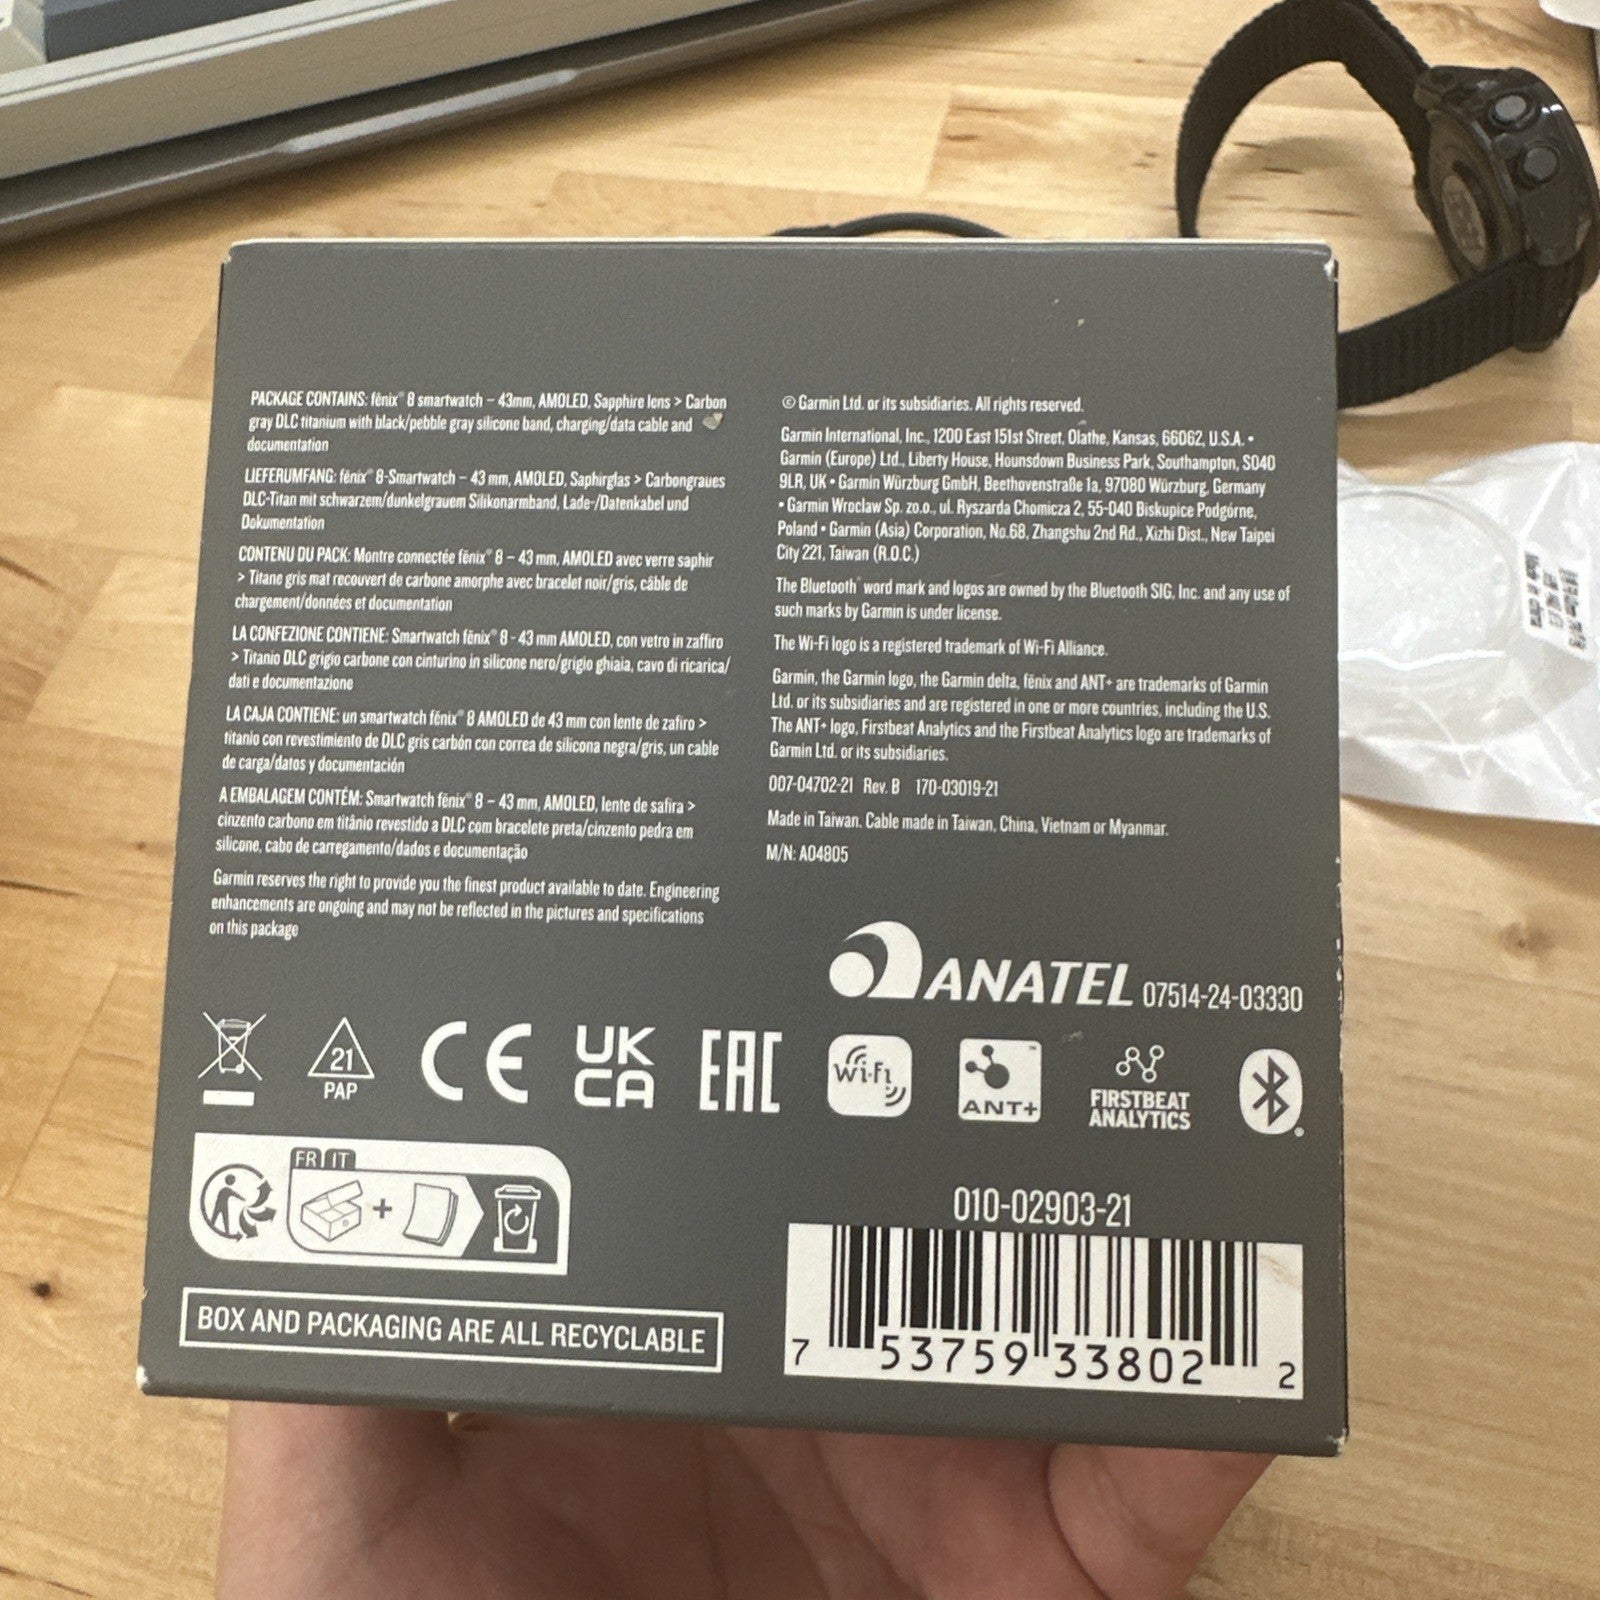 PACKAGE CONTAINS: fēnix® 8 smartwatch – 43mm, AMOLED, Sapphire lens > Carbon
gray DLC titanium with black/pebble gray silicone band, charging/data cable and
documentation
LIEFERUMFANG: fēnix® 8-Smartwatch – 43 mm, AMOLED, Saphirglas > Carbongraues
DLC-Titan mit schwarzem/dunkelgrauem Silikonarmband, Lade-/Datenkabel und
Dokumentation
CONTENU DU PACK: Montre connectée fēnix® 8 – 43 mm, AMOLED avec verre saphir
> Titane gris mat recouvert de carbone amorphe avec bracelet noir/gris, câble de
chargement/données et documentation
LA CONFEZIONE CONTIENE: Smartwatch fēnix® 8 - 43 mm AMOLED, con vetro in zaffiro
> Titanio DLC grigio carbone con cinturino in silicone nero/grigio ghiaia, cavo di ricarica/
dati e documentazione
LA CAJA CONTIENE: un smartwatch fēnix® 8 AMOLED de 43 mm con lente de zafiro >
titanio con revestimiento de DLC gris carbón con correa de silicona negra/gris, un cable
de carga/datos y documentación
A EMBALAGEM CONTÉM: Smartwatch fēnix® 8 – 43 mm, AMOLED, lente de safira >
cinzento carbono em titânio revestido a DLC com bracelete preta/cinzento pedra em
silicone, cabo de carregamento/dados e documentação
Garmin reserves the right to provide you the finest product available to date. Engineering
enhancements are ongoing and may not be reflected in the pictures and specifications
on this package
© Garmin Ltd. or its subsidiaries. All rights reserved.
Garmin International, Inc., 1200 East 151st Street, Olathe, Kansas, 66062, U.S.A. •
Garmin (Europe) Ltd., Liberty House, Hounsdown Business Park, Southampton, SO40
9LR, UK • Garmin Würzburg GmbH, Beethovenstraße 1a, 97080 Würzburg, Germany
• Garmin Wroclaw Sp. zo.o., ul. Ryszarda Chomicza 2, 55-040 Biskupice Podgórne,
Poland • Garmin (Asia) Corporation, No.68, Zhangshu 2nd Rd., Xizhi Dist., New Taipei
City 221, Taiwan (R.O.C.)
The Bluetooth® word mark and logos are owned by the Bluetooth SIG, Inc. and any use of
such marks by Garmin is under license.
The Wi-Fi logo is a registered trademark of Wi-Fi Alliance.
Garmin, the Garmin logo, the Garmin delta, fēnix and ANT+ are trademarks of Garmin
Ltd. or its subsidiaries and are registered in one or more countries, including the U.S.
The ANT+ logo, Firstbeat Analytics and the Firstbeat Analytics logo are trademarks of
Garmin Ltd. or its subsidiaries.
007-04702-21 Rev. B 170-03019-21
Made in Taiwan. Cable made in Taiwan, China, Vietnam or Myanmar.
M/N: A04805
ANATEL 07514-24-03330
21
PAP
CE
UK
CA
EAC
Wi-Fi
ANT+
FIRSTBEAT
ANALYTICS
FR IT
+
BOX AND PACKAGING ARE ALL RECYCLABLE
010-02903-21
7 53759 33802 2